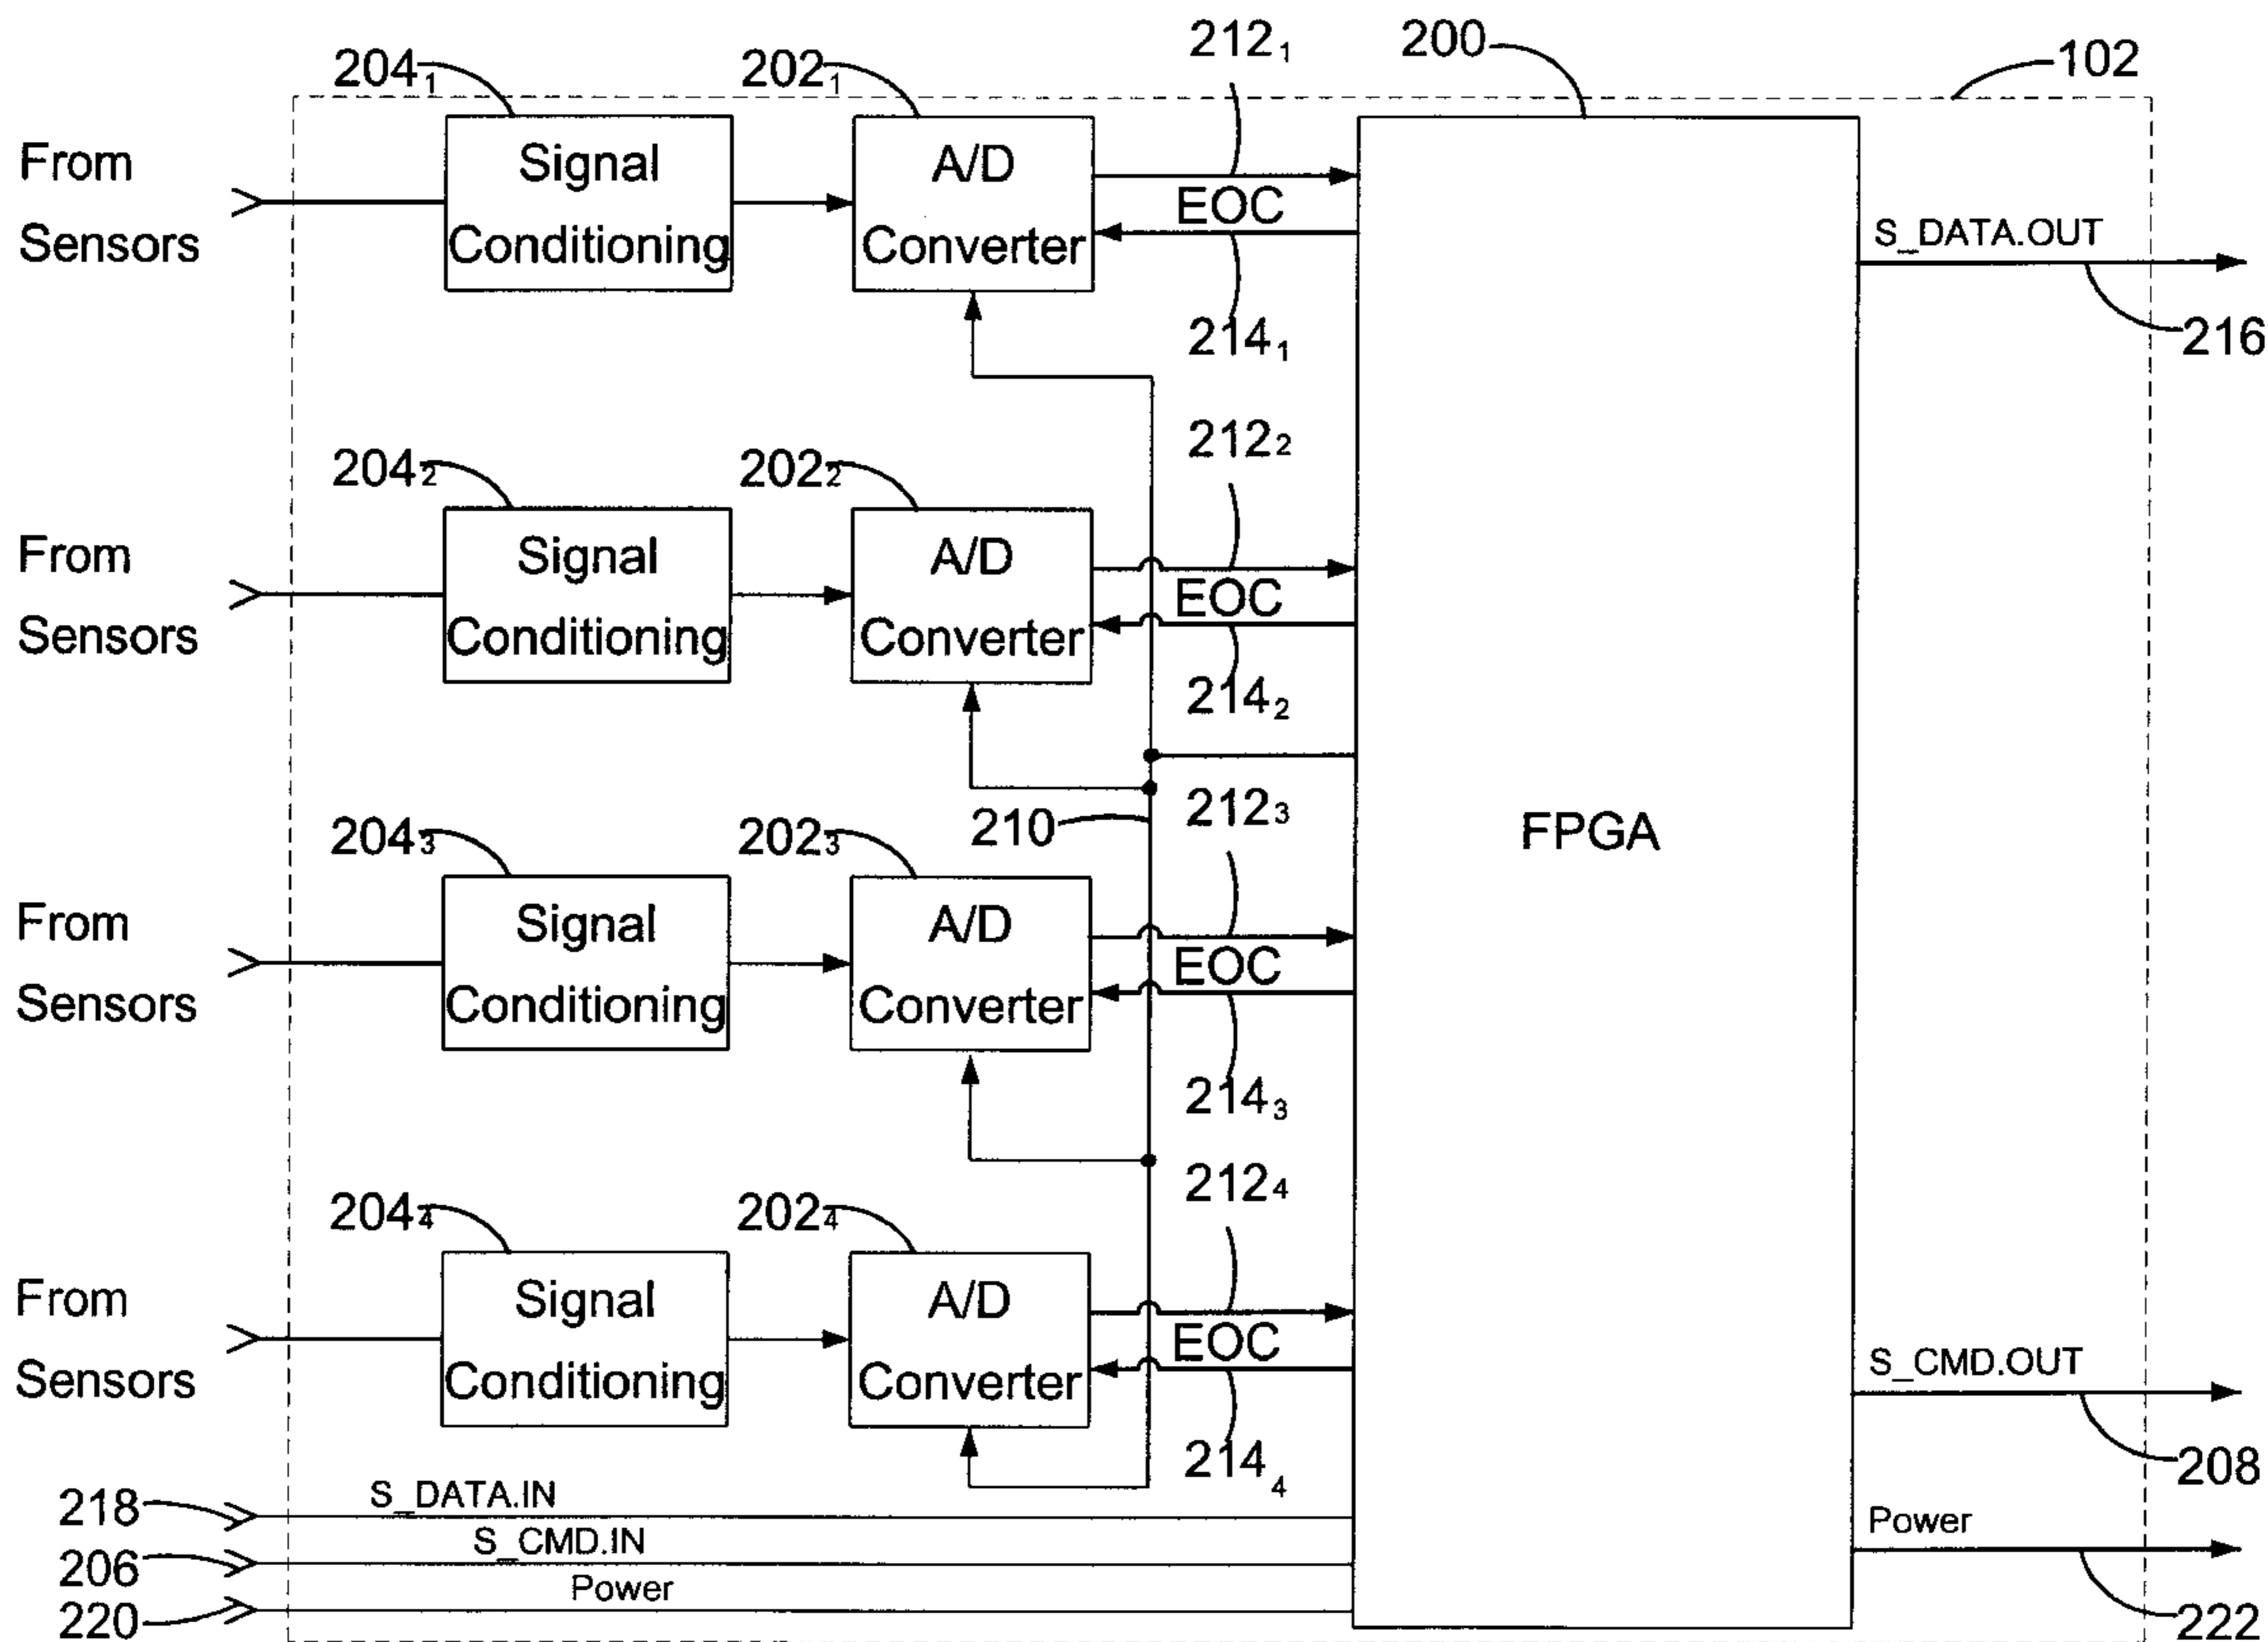 204₁ 202₁ 212₁ 200 102
From Sensors
Signal Conditioning
A/D Converter
EOC
214₁
S_DATA.OUT
216
204₂ 202₂ 212₂
From Sensors
Signal Conditioning
A/D Converter
EOC
214₂
210
FPGA
204₃ 202₃ 212₃
From Sensors
Signal Conditioning
A/D Converter
EOC
214₃
204₄ 202₄ 212₄
From Sensors
Signal Conditioning
A/D Converter
EOC
214₄
S_CMD.OUT
208
218 S_DATA.IN
206 S_CMD.IN
220 Power
Power
222